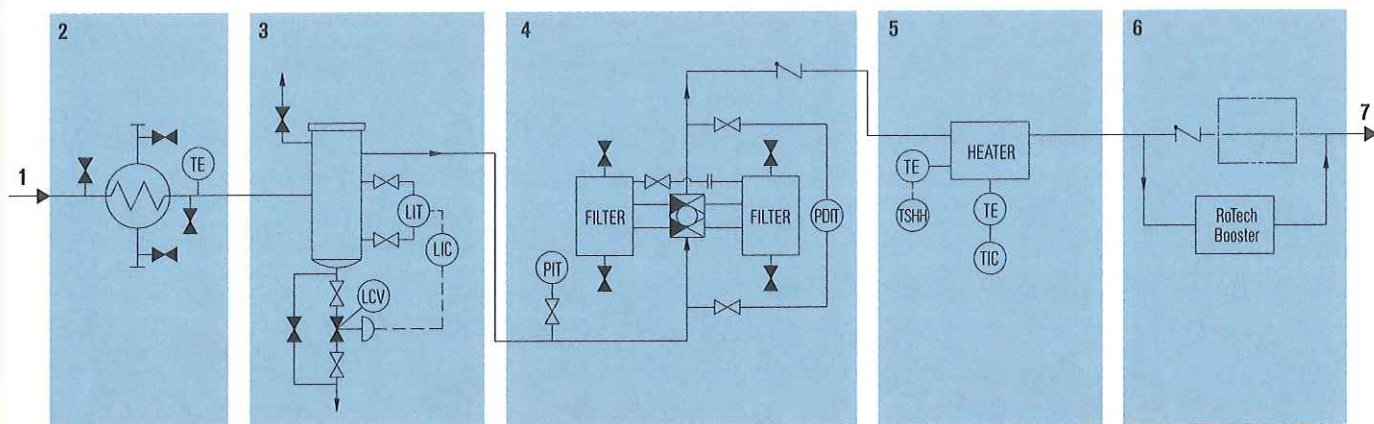 1
2
TE
3
LIT
LIC
LCV
4
FILTER
FILTER
PDIT
PIT
5
HEATER
TE
TSHH
TE
TIC
6
RoTech
Booster
7